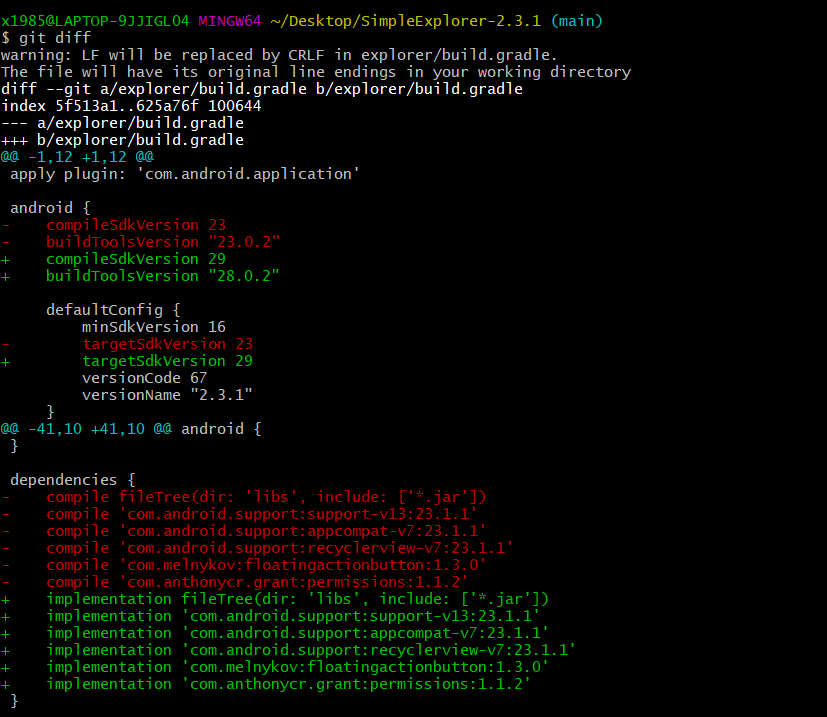 x1985@LAPTOP-9JJIGLO4 MINGW64 ~/Desktop/SimpleExplorer-2.3.1 (main)
$ git diff
warning: LF will be replaced by CRLF in explorer/build.gradle.
The file will have its original line endings in your working directory
diff --git a/explorer/build.gradle b/explorer/build.gradle
index 5f513a1..625a76f 100644
--- a/explorer/build.gradle
+++ b/explorer/build.gradle
@@ -1,12 +1,12 @@
 apply plugin: 'com.android.application'

 android {
-    compileSdkVersion 23
-    buildToolsVersion "23.0.2"
+    compileSdkVersion 29
+    buildToolsVersion "28.0.2"

     defaultConfig {
         minSdkVersion 16
-        targetSdkVersion 23
+        targetSdkVersion 29
         versionCode 67
         versionName "2.3.1"
     }
@@ -41,10 +41,10 @@ android {
 }

 dependencies {
-    compile fileTree(dir: 'libs', include: ['*.jar'])
-    compile 'com.android.support:support-v13:23.1.1'
-    compile 'com.android.support:appcompat-v7:23.1.1'
-    compile 'com.android.support:recyclerview-v7:23.1.1'
-    compile 'com.melnykov:floatingactionbutton:1.3.0'
-    compile 'com.anthonycr.grant:permissions:1.1.2'
+    implementation fileTree(dir: 'libs', include: ['*.jar'])
+    implementation 'com.android.support:support-v13:23.1.1'
+    implementation 'com.android.support:appcompat-v7:23.1.1'
+    implementation 'com.android.support:recyclerview-v7:23.1.1'
+    implementation 'com.melnykov:floatingactionbutton:1.3.0'
+    implementation 'com.anthonycr.grant:permissions:1.1.2'
 }